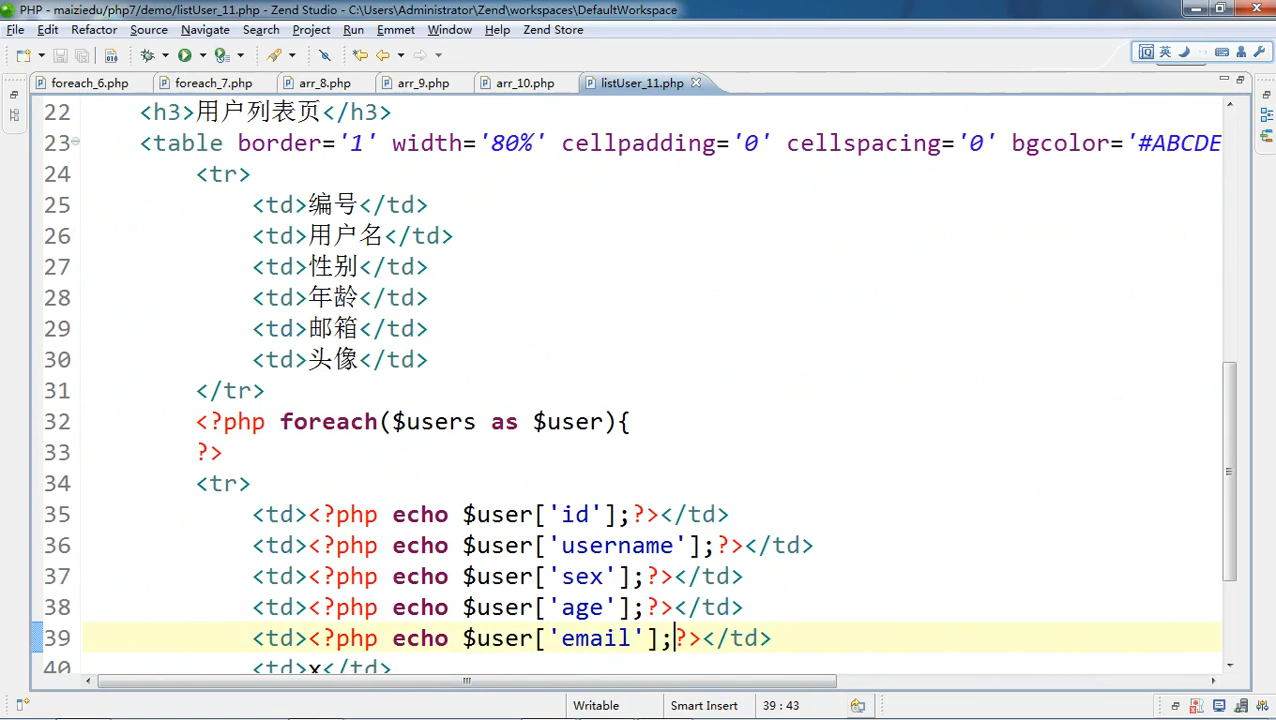 PHP - maiziedu/php7/demo/listUser_11.php - Zend Studio - C:\Users\Administrator\Zend\workspaces\DefaultWorkspace
File Edit Refactor Source Navigate Search Project Run Emmet Window Help Zend Store
英
foreach_6.php foreach_7.php arr_8.php arr_9.php arr_10.php listUser_11.php
22 <h3>用户列表页</h3>
23 <table border='1' width='80%' cellpadding='0' cellspacing='0' bgcolor='#ABCDE
24 <tr>
25 <td>编号</td>
26 <td>用户名</td>
27 <td>性别</td>
28 <td>年龄</td>
29 <td>邮箱</td>
30 <td>头像</td>
31 </tr>
32 <?php foreach($users as $user){
33 ?>
34 <tr>
35 <td><?php echo $user['id'];?></td>
36 <td><?php echo $user['username'];?></td>
37 <td><?php echo $user['sex'];?></td>
38 <td><?php echo $user['age'];?></td>
39 <td><?php echo $user['email'];?></td>
40 <td>x</td>
Writable Smart Insert 39 : 43